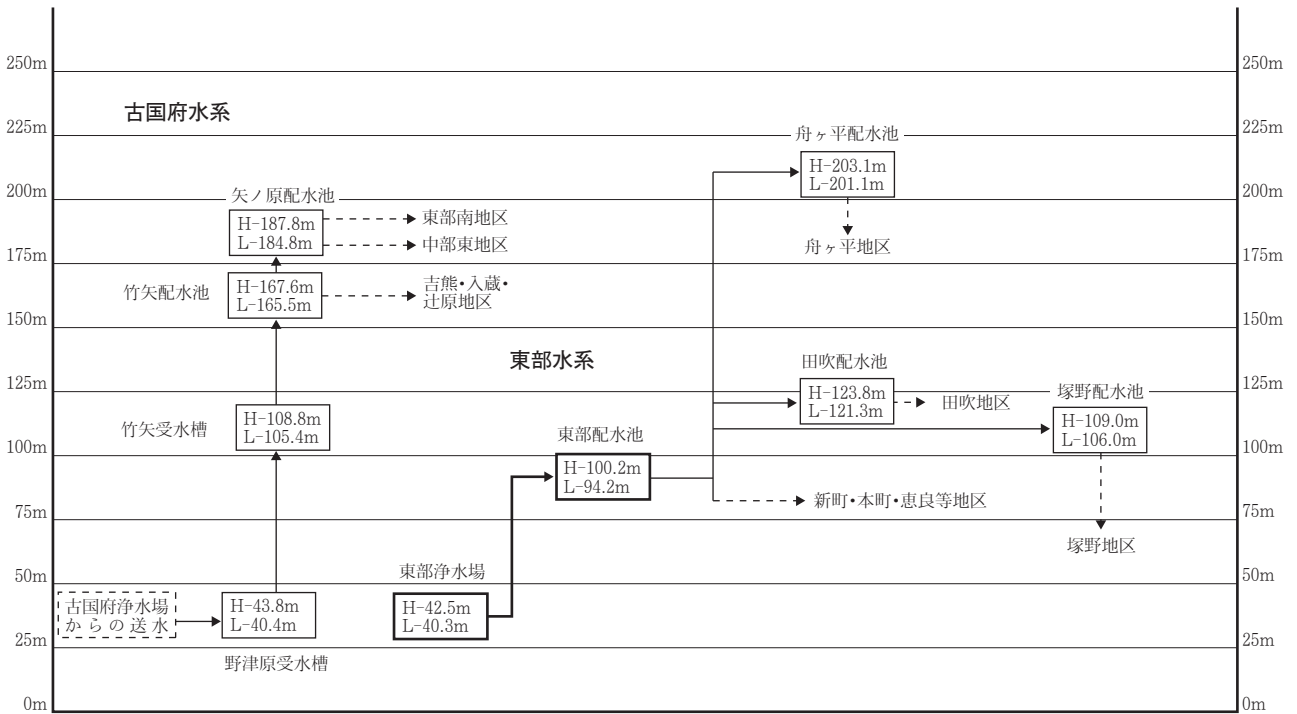 250m
225m
200m
175m
150m
125m
100m
75m
50m
25m
0m
古国府水系
矢ノ原配水池
H-187.8m
L-184.8m
東部南地区
中部東地区
竹矢配水池
H-167.6m
L-165.5m
吉熊・入蔵・
辻原地区
竹矢受水槽
H-108.8m
L-105.4m
古国府浄水場
からの送水
H-43.8m
L-40.4m
野津原受水槽
東部水系
東部浄水場
H-42.5m
L-40.3m
東部配水池
H-100.2m
L-94.2m
舟ヶ平配水池
H-203.1m
L-201.1m
舟ヶ平地区
田吹配水池
H-123.8m
L-121.3m
田吹地区
塚野配水池
H-109.0m
L-106.0m
塚野地区
新町・本町・恵良等地区
250m
225m
200m
175m
150m
125m
100m
75m
50m
25m
0m